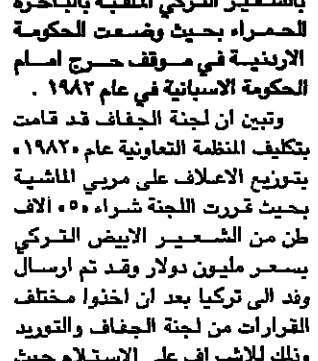 بالشعير التركي الملقبة بالباخرة
الحمراء بحيث وضعت الحكومة
الاردنية في موقف حرج امام
الحكومة الاسبانية في عام ١٩٨٢ .
وتبين ان لجنة الجفاف قد قامت
بتكليف المنظمة التعاونية عام «١٩٨٢»
بتوزيع الاعلاف على مربي الماشية
بحيث قررت اللجنة شراء «٥٠» آلاف
طن من الشعير الابيض التركي
بسعر مليون دولار وقد تم ارسال
وفد الى تركيا بعد ان اخذوا مختلف
القرارات من لجنة الجفاف والتوريد
وذلك للاشراف على الاستلام حيث